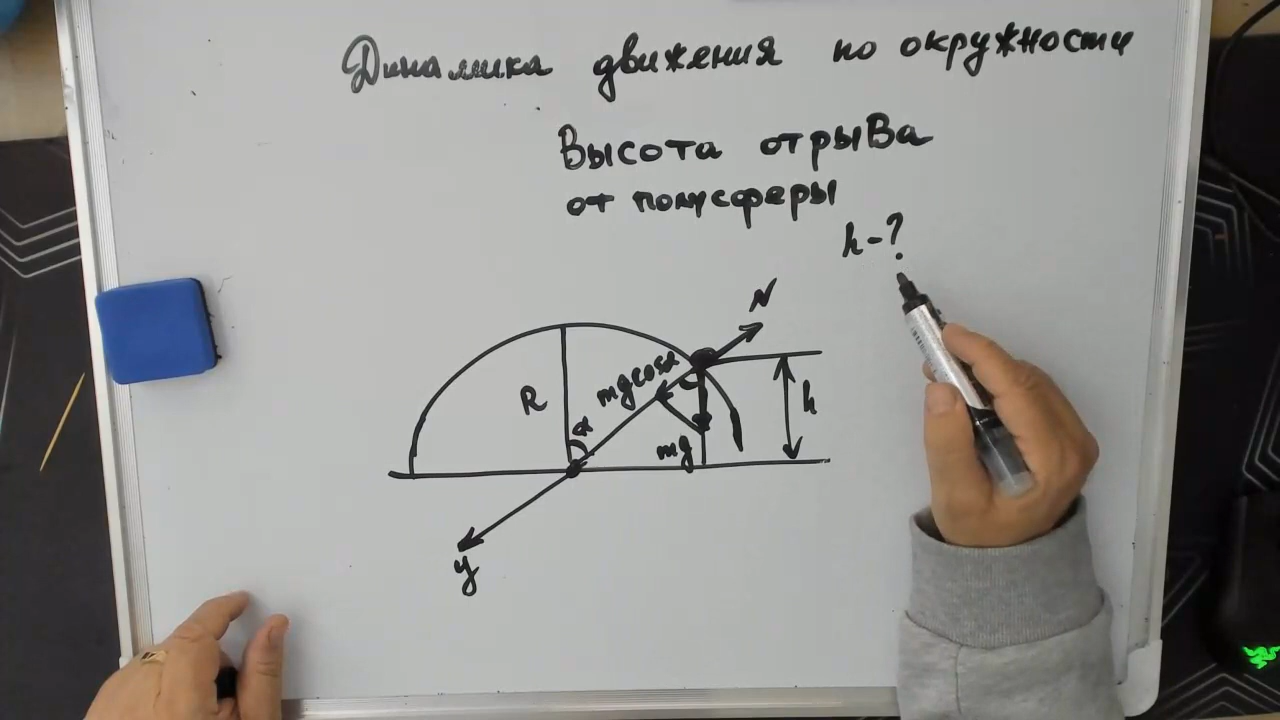 Динамика движения по окружности
Высота отрыва
от полусферы
h-?
N
mgcosα
R
α
h
mg
y